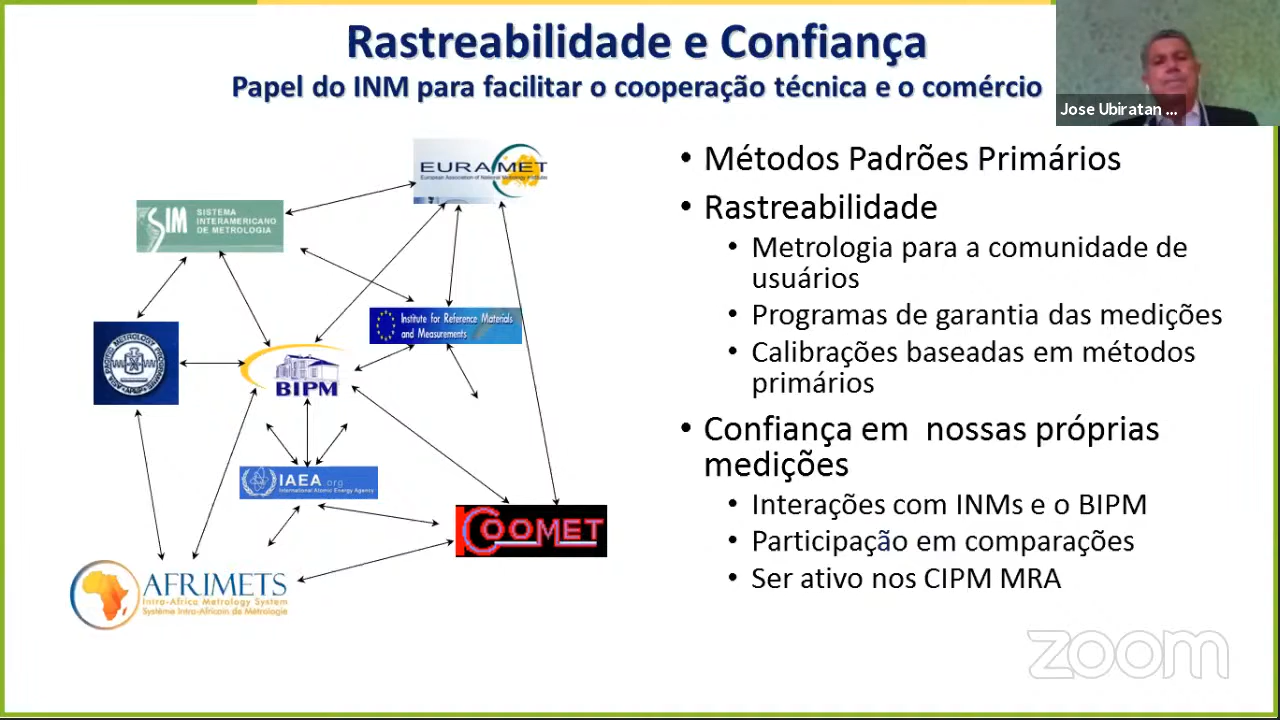 Rastreabilidade e Confiança
Papel do INM para facilitar o cooperação técnica e o comércio
Jose Ubiratan ...
EURAMET
European Association of National Metrology Institutes
SIM
SISTEMA
INTERAMERICANO
DE METROLOGIA
Institute for Reference Materials
and Measurements
BIPM
IAEA.org
International Atomic Energy Agency
COOMET
AFRIMETS
Intra-Africa Metrology System
Système Intra-Africain de Métrologie
• Métodos Padrões Primários
• Rastreabilidade
• Metrologia para a comunidade de
usuários
• Programas de garantia das medições
• Calibrações baseadas em métodos
primários
• Confiança em nossas próprias
medições
• Interações com INMs e o BIPM
• Participação em comparações
• Ser ativo nos CIPM MRA
zoom